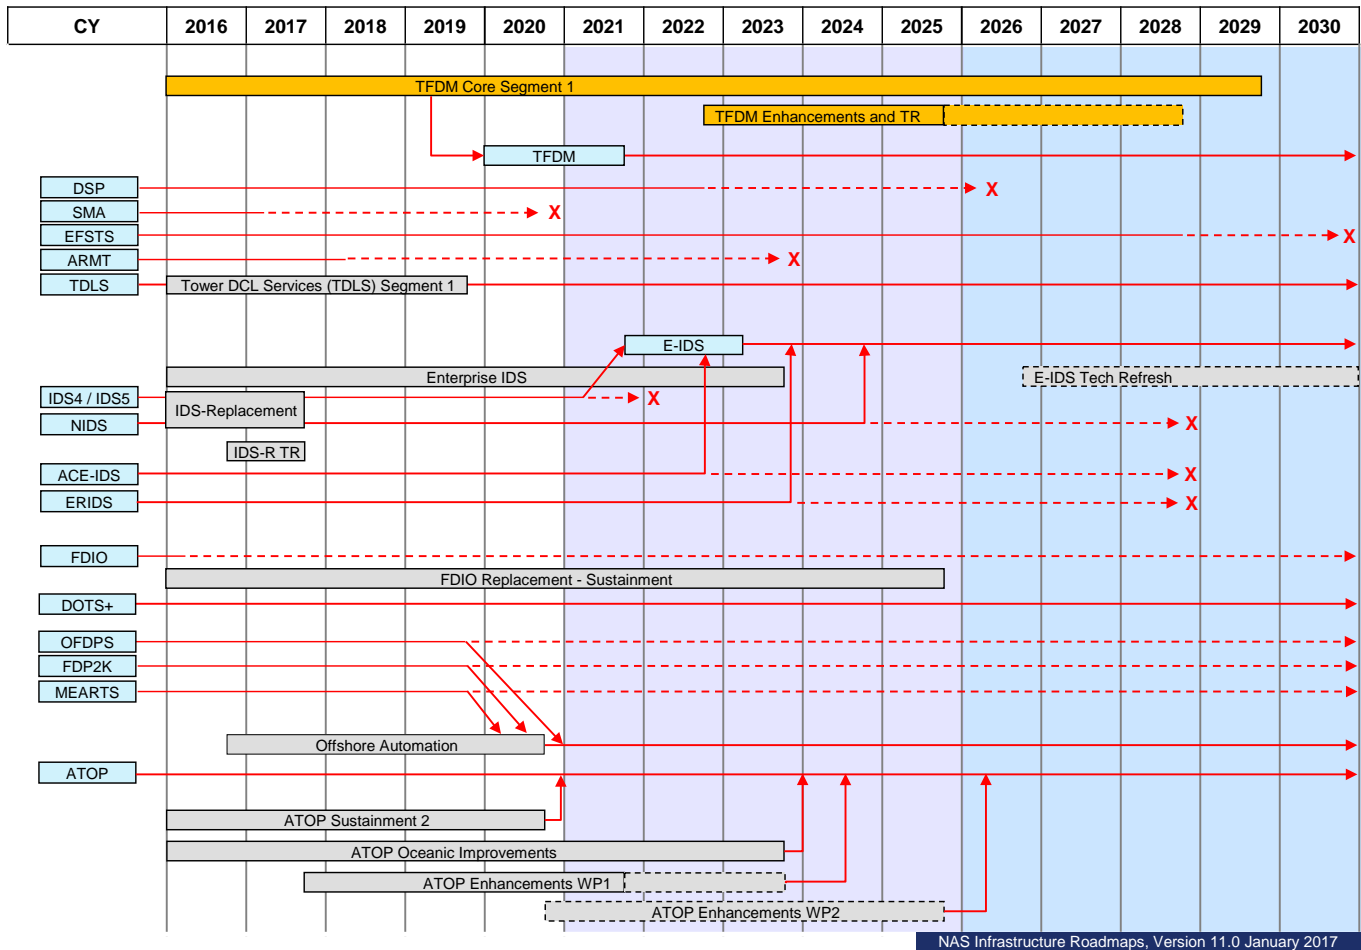 CY 2016 2017 2018 2019 2020 2021 2022 2023 2024 2025 2026 2027 2028 2029 2030
TFDM Core Segment 1
TFDM Enhancements and TR
TFDM
DSP X
SMA X
EFSTS X
ARMT X
TDLS Tower DCL Services (TDLS) Segment 1
E-IDS
Enterprise IDS E-IDS Tech Refresh
IDS4 / IDS5 X
IDS-Replacement
NIDS X
IDS-R TR
ACE-IDS X
ERIDS X
FDIO
FDIO Replacement - Sustainment
DOTS+
OFDPS
FDP2K
MEARTS
Offshore Automation
ATOP
ATOP Sustainment 2
ATOP Oceanic Improvements
ATOP Enhancements WP1
ATOP Enhancements WP2
NAS Infrastructure Roadmaps, Version 11.0 January 2017